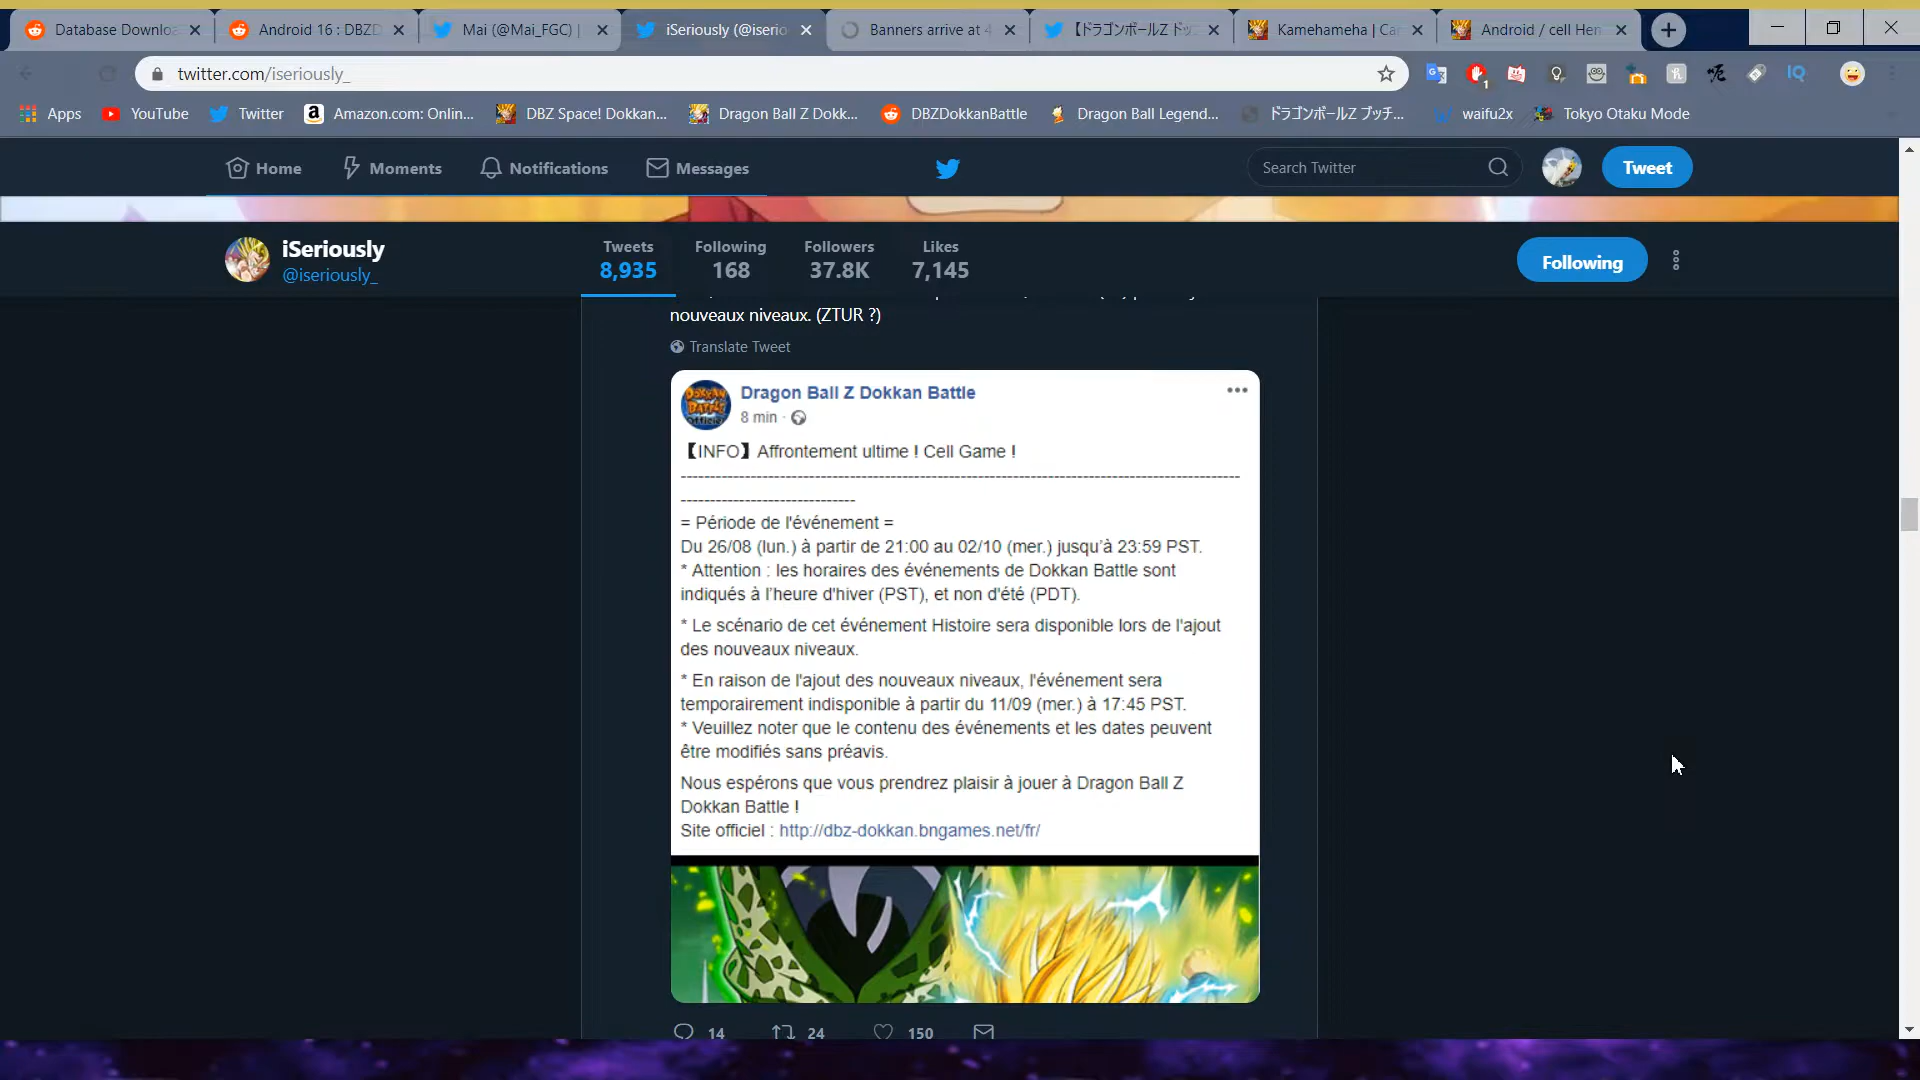 Database Downlo
Android 16 : DBZD
Mai (@Mai_FGC) |
iSeriously (@iserio
Banners arrive at 4
【ドラゴンボールZ ドッ
Kamehameha | Ca
Android / cell Hen
twitter.com/iseriously_
1
Apps
YouTube
Twitter
Amazon.com: Onlin...
DBZ Space! Dokkan...
Dragon Ball Z Dokk...
DBZDokkanBattle
Dragon Ball Legend...
ドラゴンボールZ ブッチ...
waifu2x
Tokyo Otaku Mode
Home
Moments
Notifications
Messages
Search Twitter
Tweet
iSeriously
@iseriously_
Tweets
8,935
Following
168
Followers
37.8K
Likes
7,145
Following
nouveaux niveaux. (ZTUR ?)
Translate Tweet
Dragon Ball Z Dokkan Battle
8 min ·
【INFO】Affrontement ultime ! Cell Game !
= Période de l'événement =
Du 26/08 (lun.) à partir de 21:00 au 02/10 (mer.) jusqu'à 23:59 PST.
* Attention : les horaires des événements de Dokkan Battle sont
indiqués à l'heure d'hiver (PST), et non d'été (PDT).
* Le scénario de cet événement Histoire sera disponible lors de l'ajout
des nouveaux niveaux.
* En raison de l'ajout des nouveaux niveaux, l'événement sera
temporairement indisponible à partir du 11/09 (mer.) à 17:45 PST.
* Veuillez noter que le contenu des événements et les dates peuvent
être modifiés sans préavis.
Nous espérons que vous prendrez plaisir à jouer à Dragon Ball Z
Dokkan Battle !
Site officiel : http://dbz-dokkan.bngames.net/fr/
14
24
150